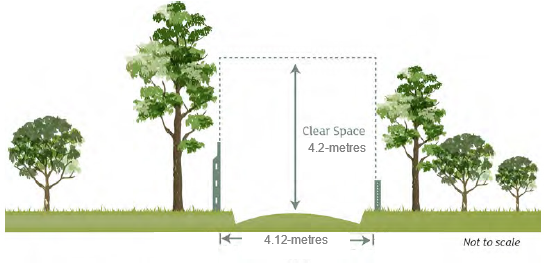 Clear Space
4.2-metres
4.12-metres
Not to scale